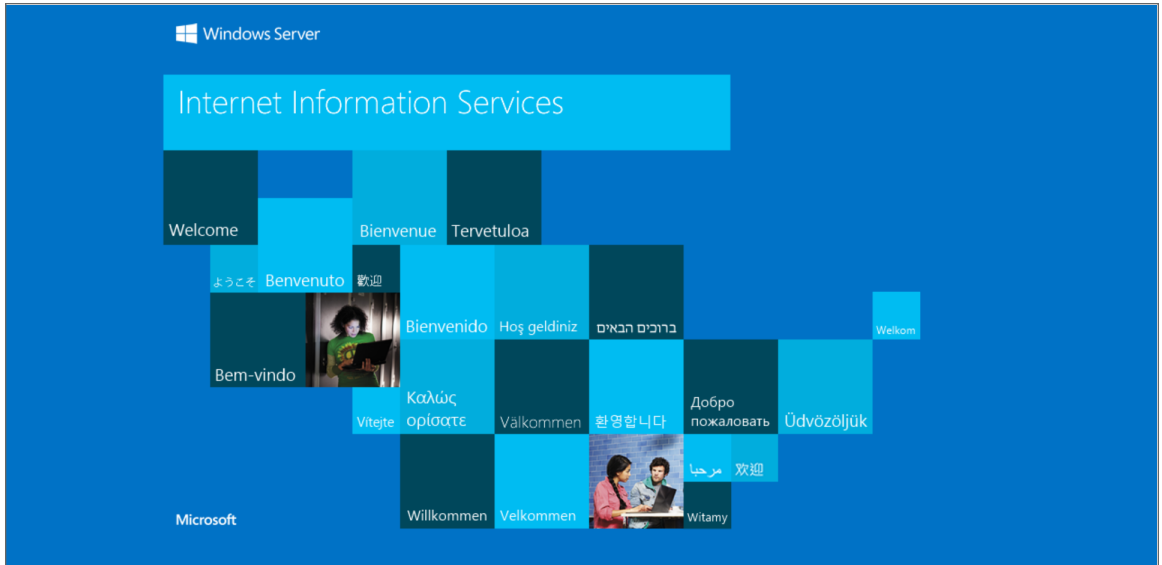 Windows Server
Internet Information Services
Welcome
Bienvenue
Tervetuloa
ようこそ
Benvenuto
歡迎
Bienvenido
Hoş geldiniz
ברוכים הבאים
Welkom
Bem-vindo
Vítejte
Καλώς
ορίσατε
Välkommen
환영합니다
Добро
пожаловать
Üdvözöljük
مرحبا
欢迎
Microsoft
Willkommen
Velkommen
Witamy